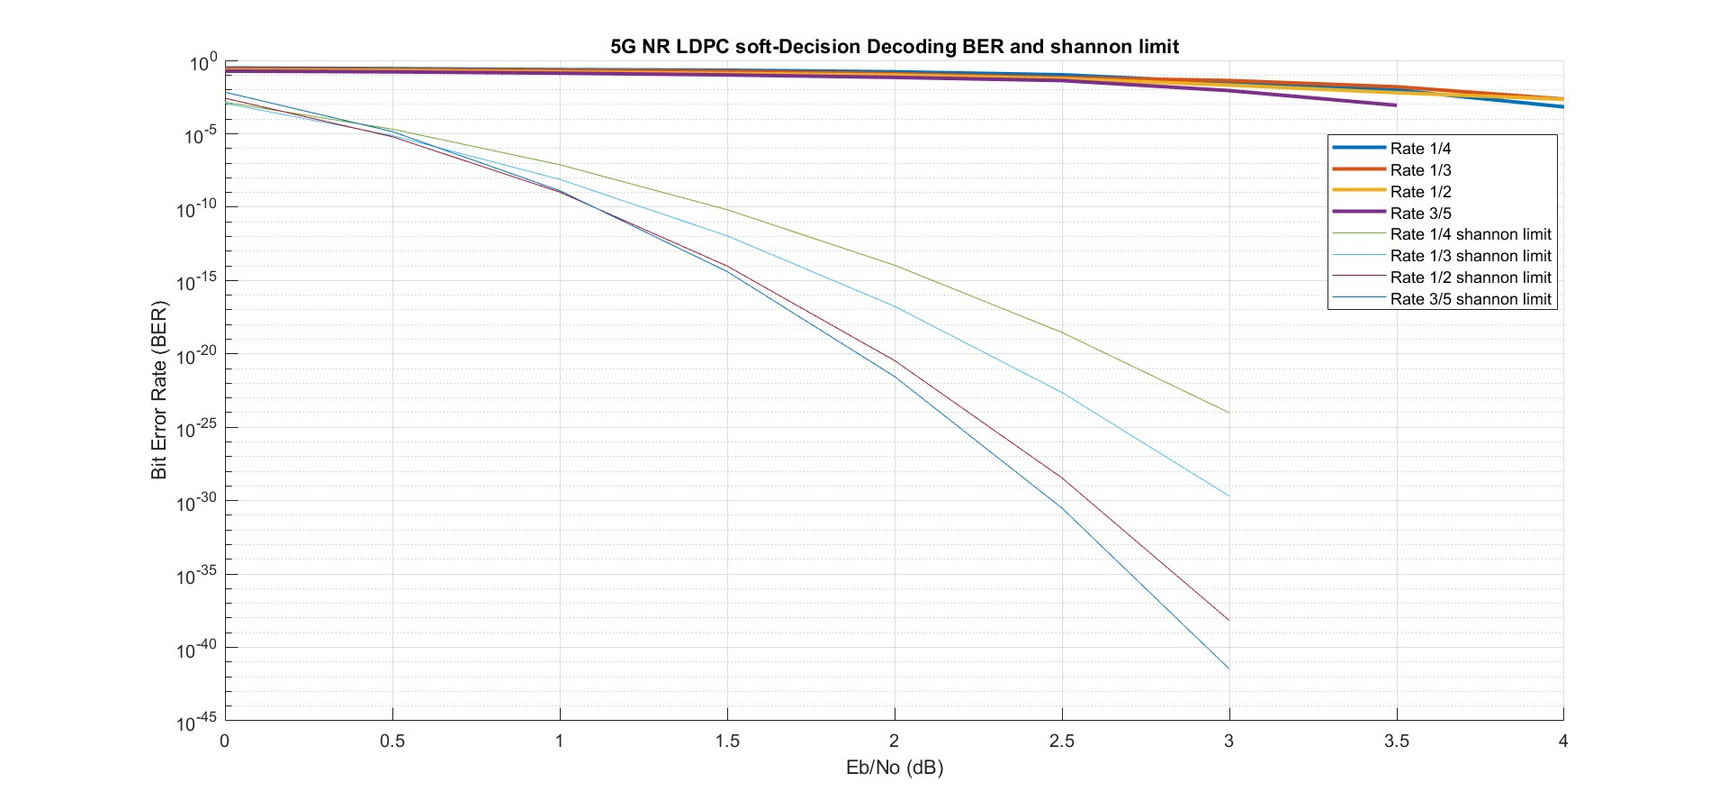 5G NR LDPC soft-Decision Decoding BER and shannon limit
10^0
10^-5
10^-10
10^-15
10^-20
10^-25
10^-30
10^-35
10^-40
10^-45
Bit Error Rate (BER)
Rate 1/4
Rate 1/3
Rate 1/2
Rate 3/5
Rate 1/4 shannon limit
Rate 1/3 shannon limit
Rate 1/2 shannon limit
Rate 3/5 shannon limit
0 0.5 1 1.5 2 2.5 3 3.5 4
Eb/No (dB)